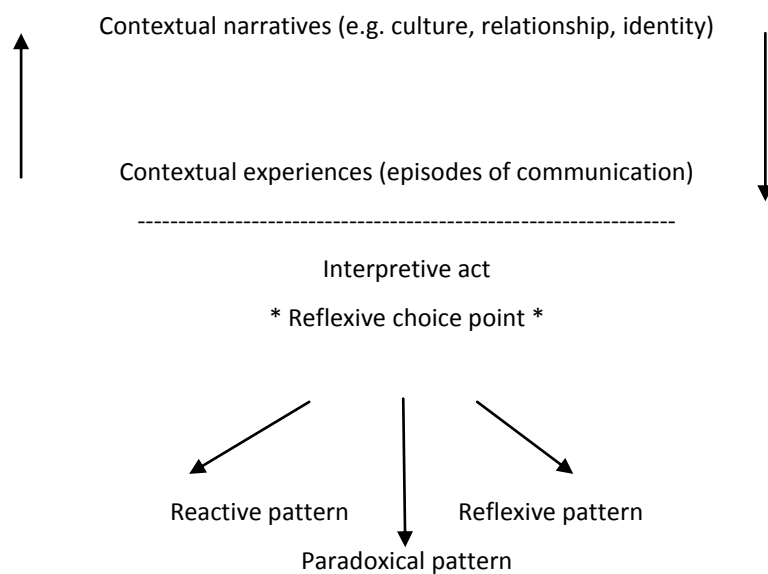 Contextual narratives (e.g. culture, relationship, identity)
Contextual experiences (episodes of communication)
--------------------------------------------------------------------
Interpretive act
* Reflexive choice point *
Reactive pattern Reflexive pattern
Paradoxical pattern